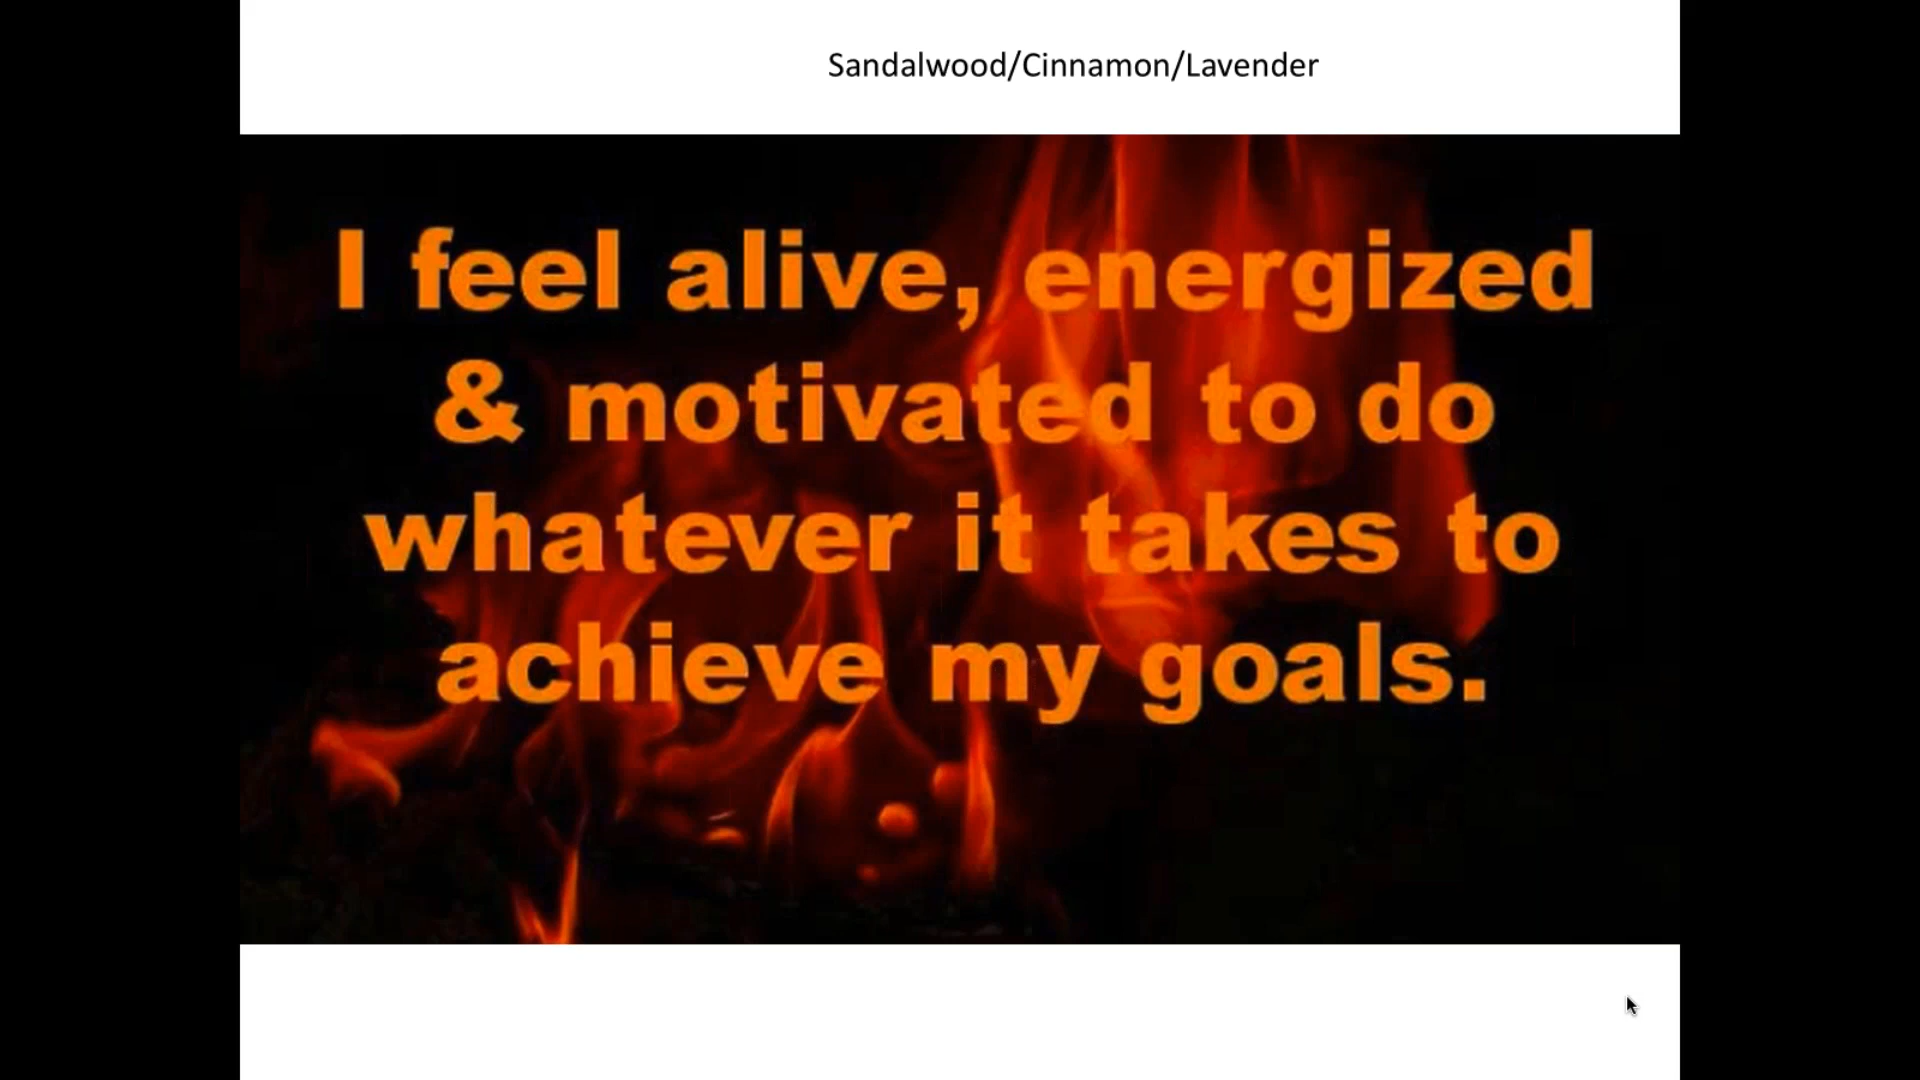 Sandalwood/Cinnamon/Lavender
I feel alive, energized
& motivated to do
whatever it takes to
achieve my goals.